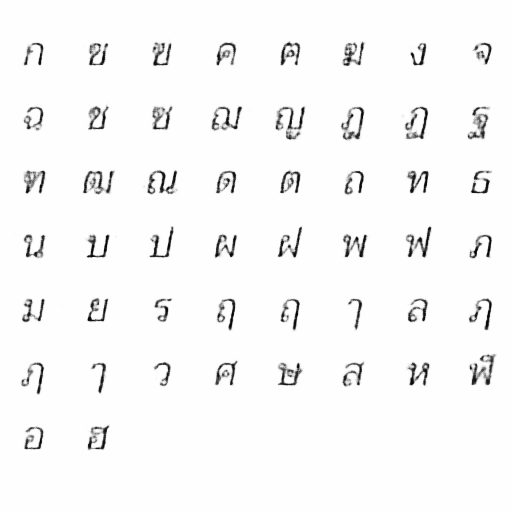 ก ข ฃ ค ฅ ฆ ง จ
ฉ ช ซ ฌ ญ ฎ ฏ ฐ
ฑ ฒ ณ ด ต ถ ท ธ
น บ ป ผ ฝ พ ฟ ภ
ม ย ร ฤ ฤ ๅ ล ฦ
ฦ ๅ ว ศ ษ ส ห ฬ
อ ฮ